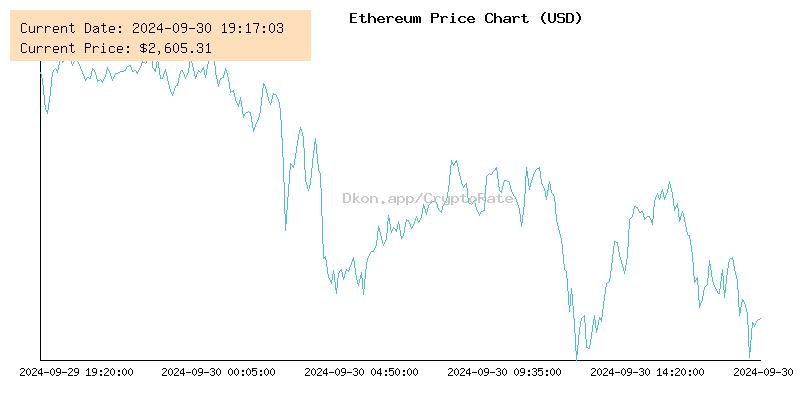 Ethereum Price Chart (USD)
Current Date: 2024-09-30 19:17:03
Current Price: $2,605.31
Dkon.app/CryptoRate
2024-09-29 19:20:00 2024-09-30 00:05:00 2024-09-30 04:50:00 2024-09-30 09:35:00 2024-09-30 14:20:00 2024-09-30